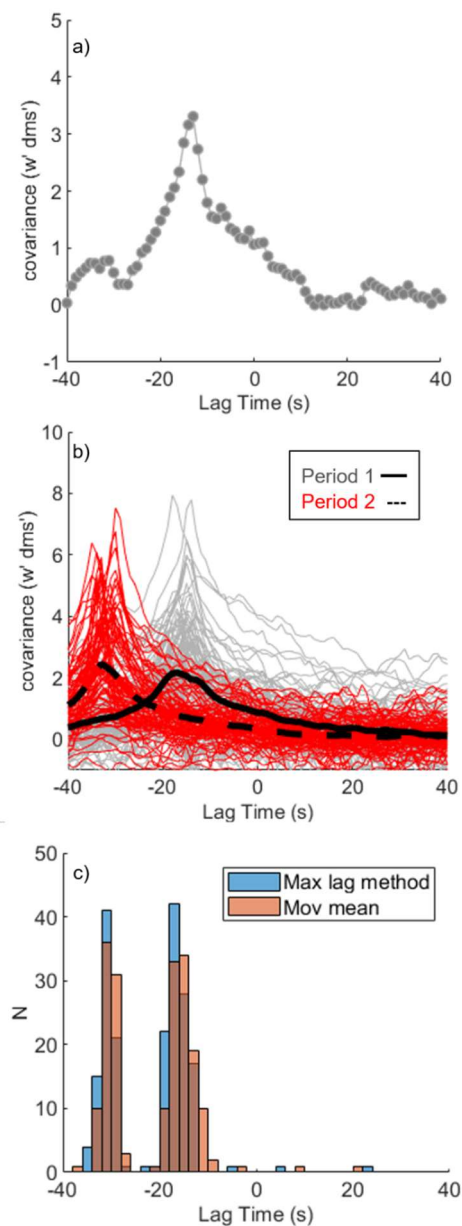 a)
5
4
3
2
1
0
-1
covariance (w' dms')
-40 -20 0 20 40
Lag Time (s)
b)
10
8
6
4
2
0
covariance (w' dms')
Period 1
Period 2
-40 -20 0 20 40
Lag Time (s)
c)
50
40
30
20
10
0
N
Max lag method
Mov mean
-40 -20 0 20 40
Lag Time (s)